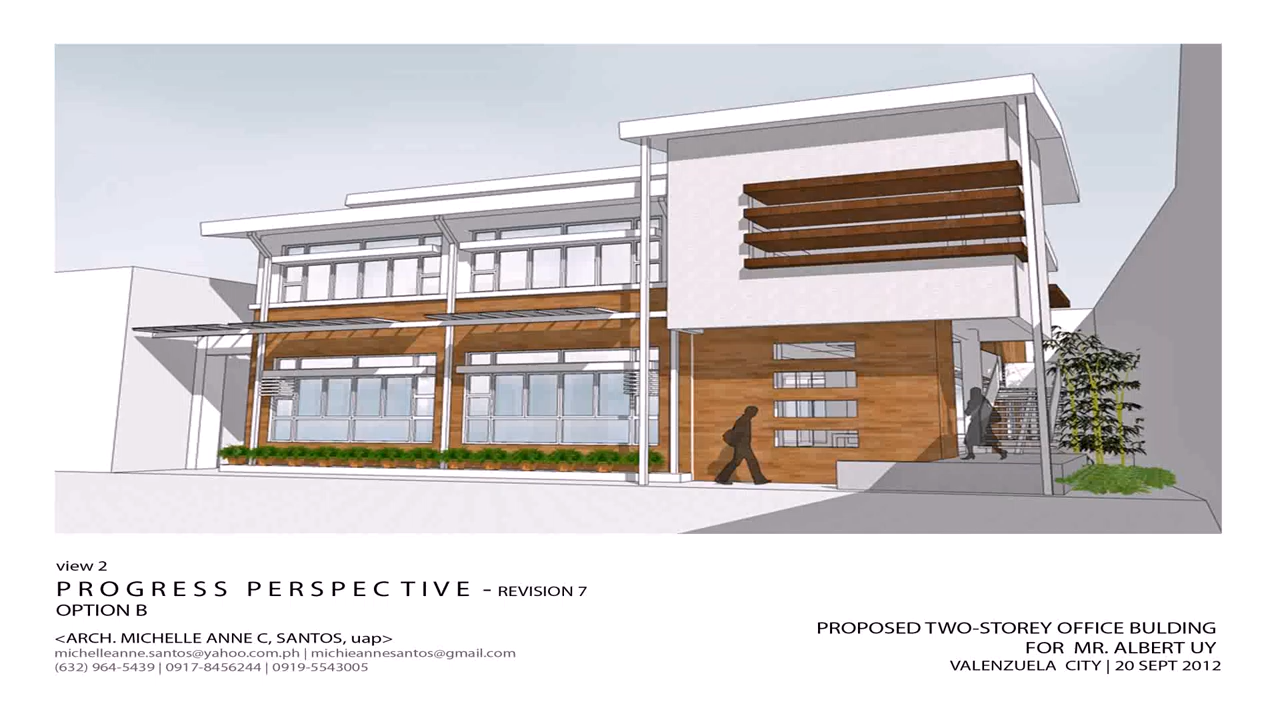 view 2
PROGRESS PERSPECTIVE - REVISION 7
OPTION B
<ARCH. MICHELLE ANNE C, SANTOS, uap>
michelleanne.santos@yahoo.com.ph | michieannesantos@gmail.com
(632) 964-5439 | 0917-8456244 | 0919-5543005
PROPOSED TWO-STOREY OFFICE BULDING
FOR MR. ALBERT UY
VALENZUELA CITY | 20 SEPT 2012